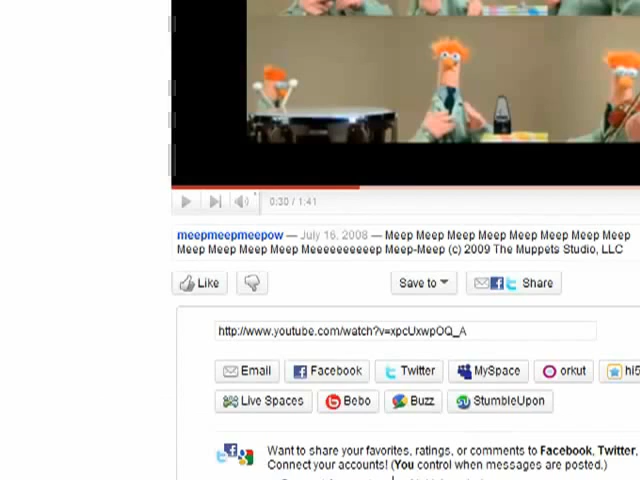 0:30 / 1:41
meepmeepmeepow — July 16, 2008 — Meep Meep Meep Meep Meep Meep Meep Meep
Meep Meep Meep Meep Meeeeeeeeeep Meep-Meep (c) 2009 The Muppets Studio, LLC
Like Save to Share
http://www.youtube.com/watch?v=xpcUxwpOQ_A
Email Facebook Twitter MySpace orkut hi5
Live Spaces Bebo Buzz StumbleUpon
Want to share your favorites, ratings, or comments to Facebook, Twitter,
Connect your accounts! (You control when messages are posted.)